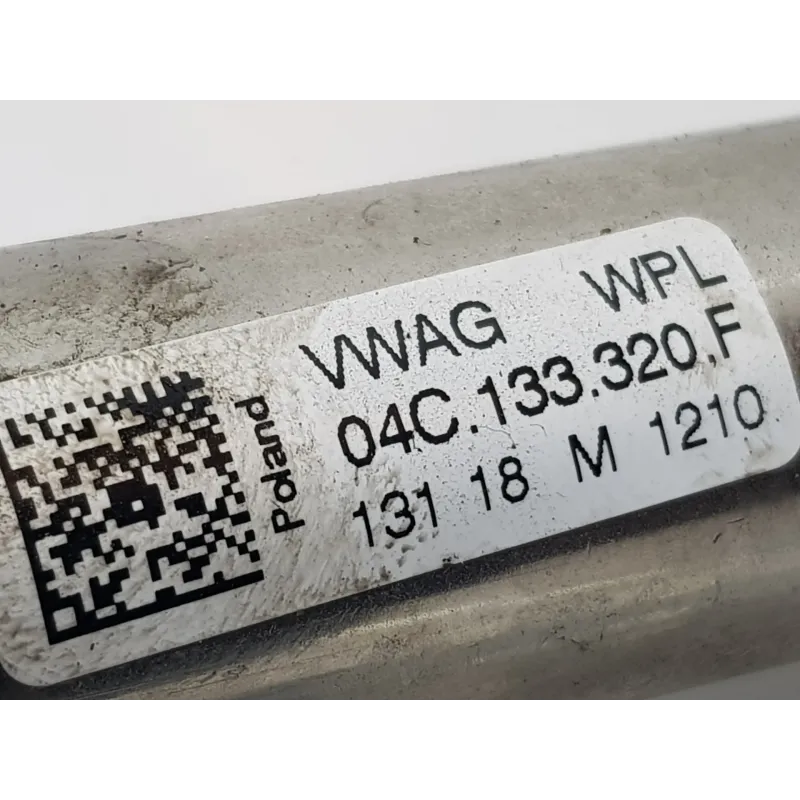 VWAG WPL
04C.133.320.F
131 18 M 1210
Poland